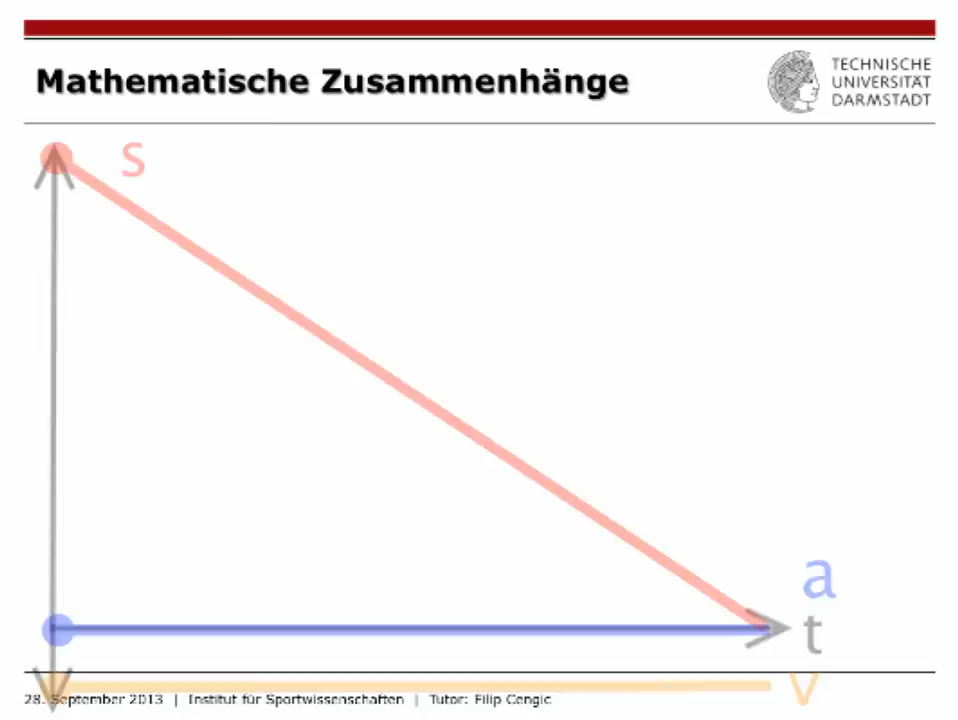 Mathematische Zusammenhänge
TECHNISCHE
UNIVERSITÄT
DARMSTADT
s
a
t
v
28. September 2013 | Institut für Sportwissenschaften | Tutor: Filip Cengic